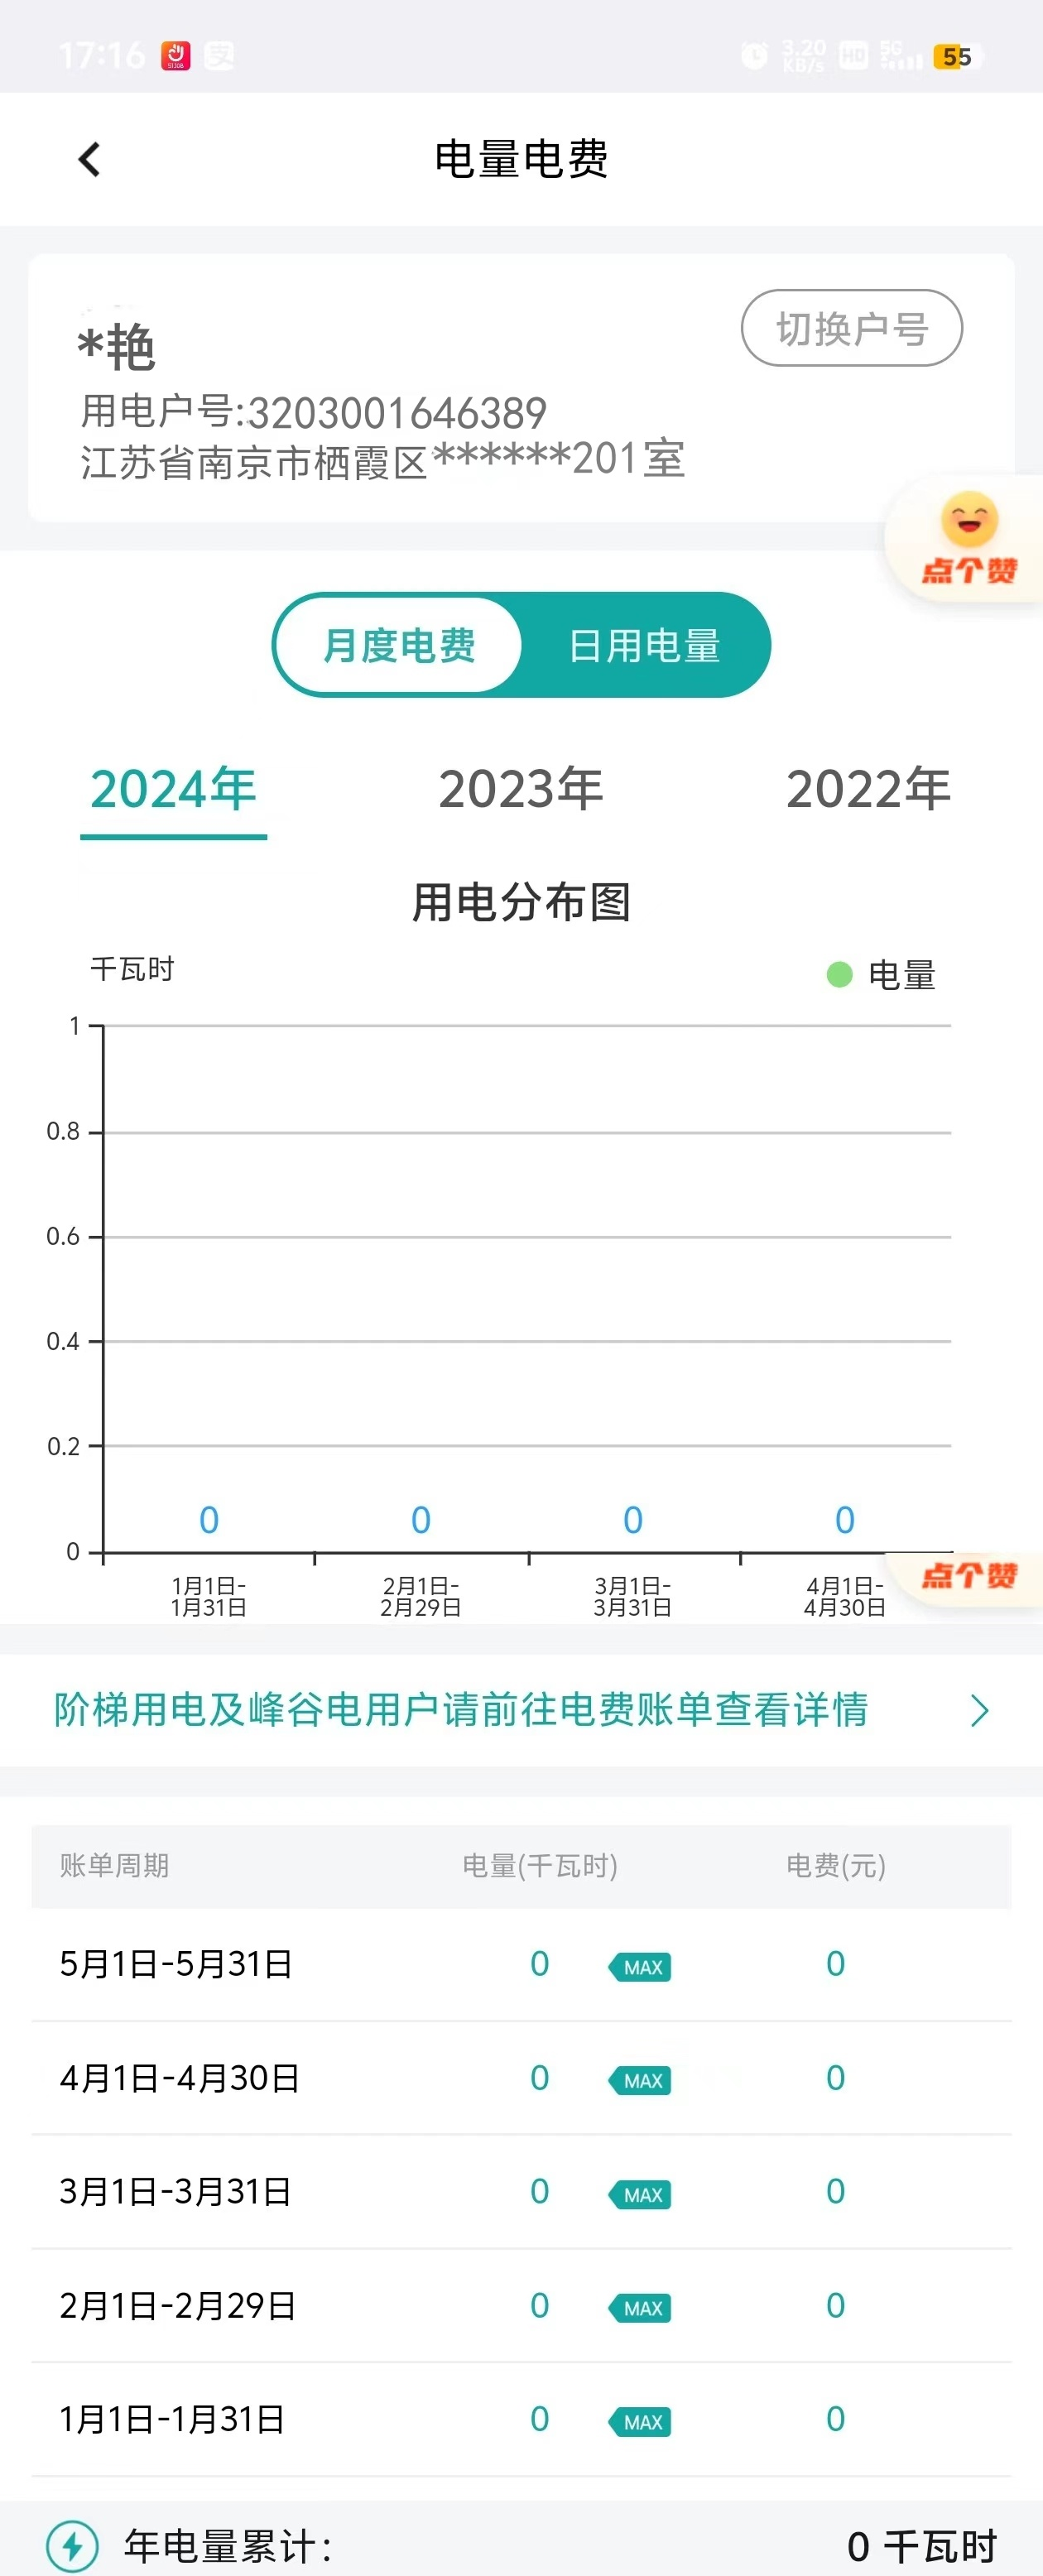 17:16 支 3.20 KB/s HD 5G 55
电量电费
*艳
切换户号
用电户号:3203001646389
江苏省南京市栖霞区******201室
点个赞
月度电费 日用电量
2024年 2023年 2022年
用电分布图
千瓦时 电量
1
0.8
0.6
0.4
0.2
0 0 0 0
0
1月1日-
1月31日
2月1日-
2月29日
3月1日-
3月31日
4月1日-
4月30日
点个赞
阶梯用电及峰谷电用户请前往电费账单查看详情
账单周期 电量(千瓦时) 电费(元)
5月1日-5月31日 0 MAX 0
4月1日-4月30日 0 MAX 0
3月1日-3月31日 0 MAX 0
2月1日-2月29日 0 MAX 0
1月1日-1月31日 0 MAX 0
年电量累计: 0 千瓦时